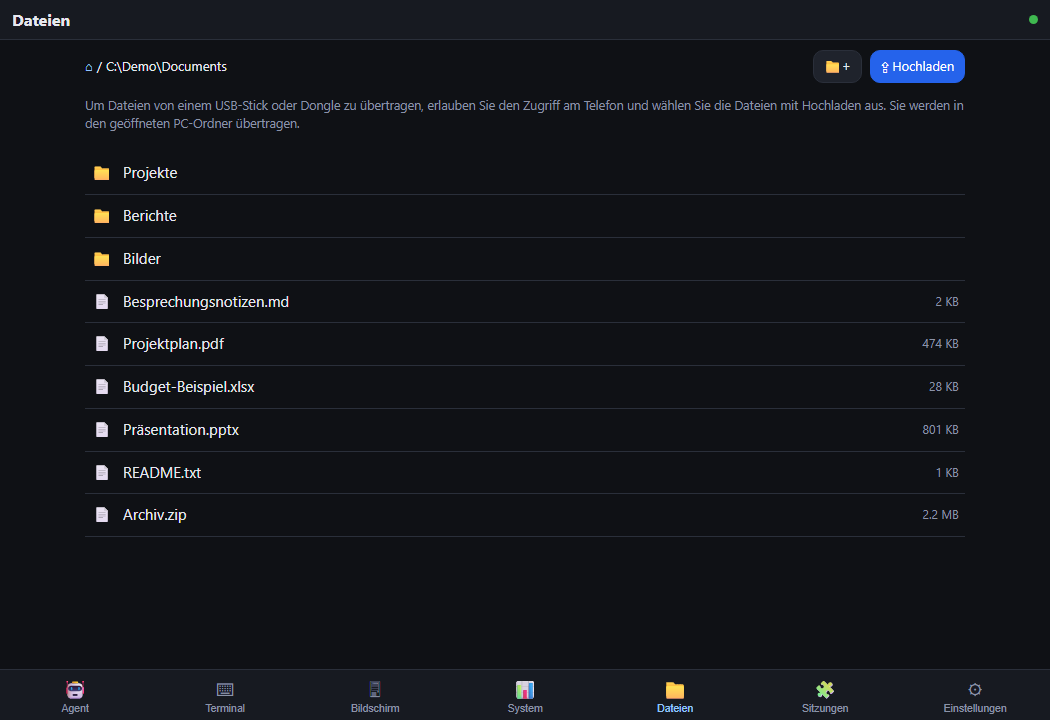 Dateien
⌂ / C:\Demo\Documents
+
⇪ Hochladen
Um Dateien von einem USB-Stick oder Dongle zu übertragen, erlauben Sie den Zugriff am Telefon und wählen Sie die Dateien mit Hochladen aus. Sie werden in
den geöffneten PC-Ordner übertragen.
Projekte
Berichte
Bilder
Besprechungsnotizen.md 2 KB
Projektplan.pdf 474 KB
Budget-Beispiel.xlsx 28 KB
Präsentation.pptx 801 KB
README.txt 1 KB
Archiv.zip 2.2 MB
Agent Terminal Bildschirm System Dateien Sitzungen Einstellungen